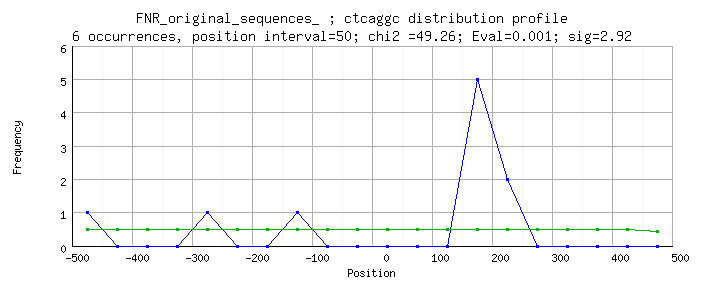 FNR_original_sequences_ ; ctcaggc distribution profile
6 occurrences, position interval=50; chi2 =49.26; Eval=0.001; sig=2.92
6
5
4
3
2
1
0
Frequency
-500 -400 -300 -200 -100 0 100 200 300 400 500
Position